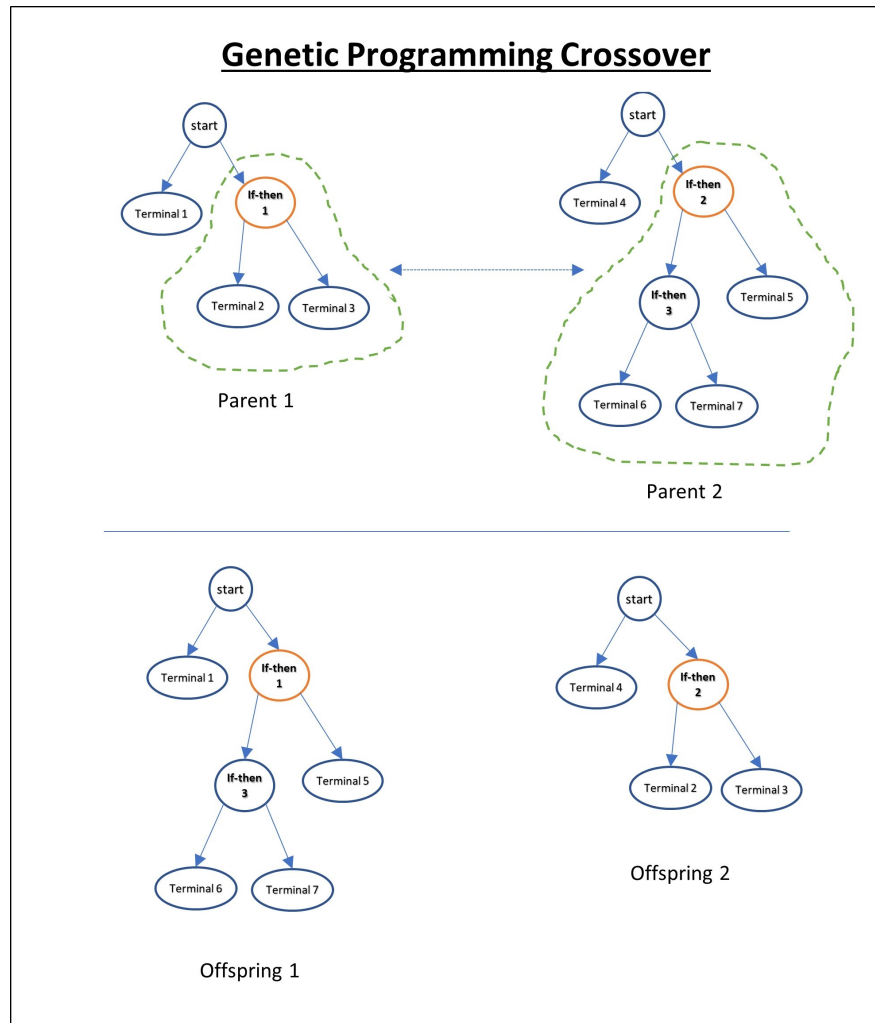 Genetic Programming Crossover
start
Terminal 1
If-then
1
Terminal 2
Terminal 3
Parent 1
start
Terminal 4
If-then
2
If-then
3
Terminal 5
Terminal 6
Terminal 7
Parent 2
start
Terminal 1
If-then
1
If-then
3
Terminal 5
Terminal 6
Terminal 7
Offspring 1
start
Terminal 4
If-then
2
Terminal 2
Terminal 3
Offspring 2